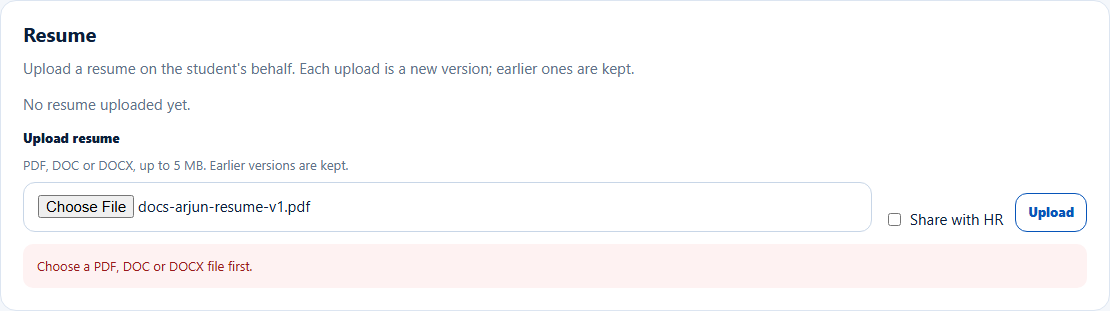 Resume
Upload a resume on the student's behalf. Each upload is a new version; earlier ones are kept.
No resume uploaded yet.
Upload resume
PDF, DOC or DOCX, up to 5 MB. Earlier versions are kept.
Choose File docs-arjun-resume-v1.pdf
Share with HR
Upload
Choose a PDF, DOC or DOCX file first.